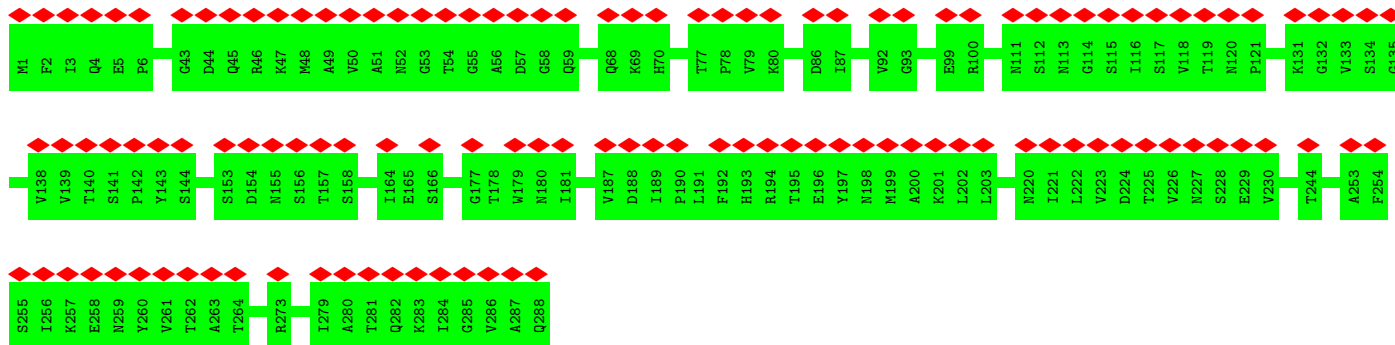 M1 F2 I3 Q4 E5 P6 G43 D44 Q45 R46 K47 M48 A49 V50 A51 N52 G53 T54 G55 A56 D57 G58 Q59 Q68 K69 H70 T77 P78 V79 K80 D86 I87 V92 G93 E99 R100 N111 S112 N113 G114 S115 I116 S117 V118 T119 N120 P121 K131 G132 V133 S134 G135
V138 V139 T140 S141 P142 Y143 S144 S153 D154 N155 S156 T157 S158 I164 E165 S166 G177 T178 W179 N180 I181 V187 D188 I189 P190 L191 F192 H193 R194 T195 E196 Y197 N198 M199 A200 K201 L202 L203 N220 I221 L222 V223 D224 T225 V226 N227 S228 E229 V230 T244 A253 F254
S255 I256 K257 E258 N259 Y260 V261 T262 A263 T264 R273 I279 A280 T281 Q282 K283 I284 G285 V286 A287 Q288